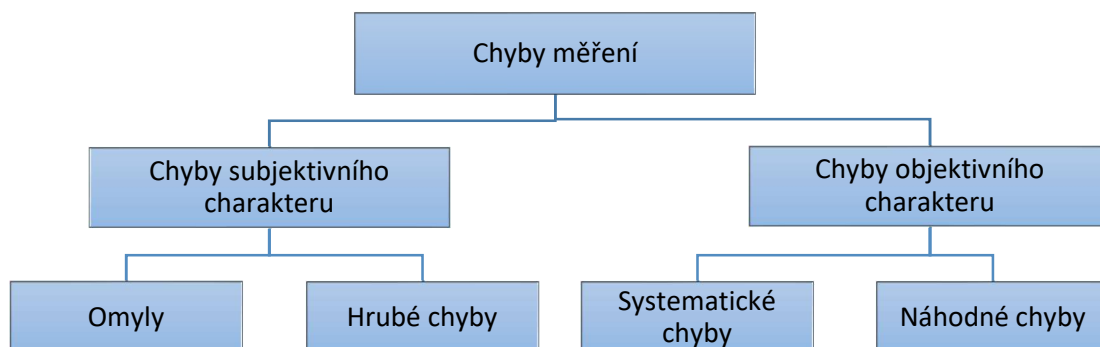 Chyby měření
Chyby subjektivního
charakteru
Chyby objektivního
charakteru
Omyly
Hrubé chyby
Systematické
chyby
Náhodné chyby